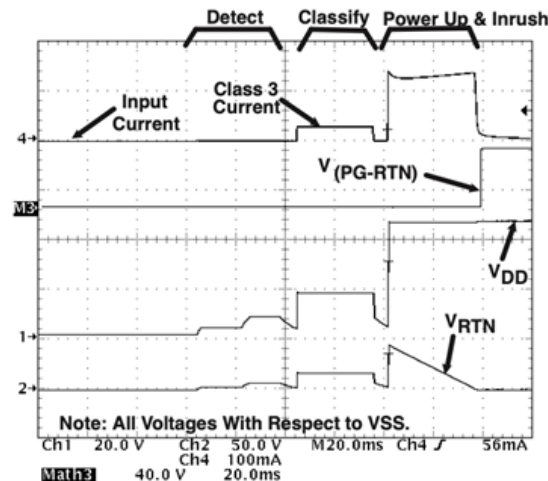 Detect Classify Power Up & Inrush
Input Current
Class 3 Current
4
V(PG-RTN)
M3
VDD
1
VRTN
2
Note: All Voltages With Respect to VSS.
Ch1 20.0 V Ch2 50.0 V M20.0ms Ch4 ∫ 56mA
Ch4 100mA
Math3 40.0 V 20.0ms